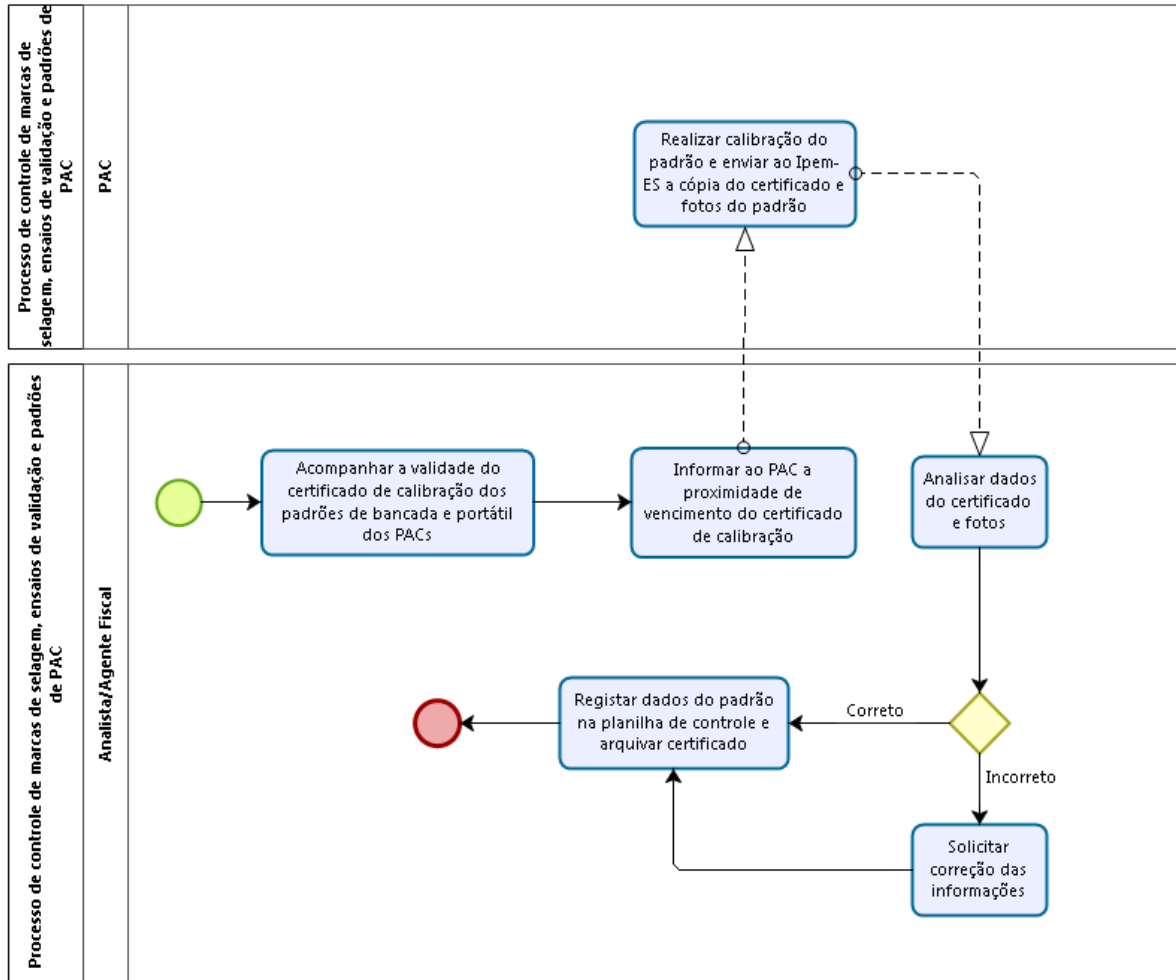 Processo de controle de marcas de
selagem, ensaios de validação e padrões de
PAC
PAC
Realizar calibração do
padrão e enviar ao Ipem-
ES a cópia do certificado e
fotos do padrão
Processo de controle de marcas de selagem, ensaios de validação e padrões
de PAC
Analista/Agente Fiscal
Acompanhar a validade do
certificado de calibração dos
padrões de bancada e portátil
dos PACs
Informar ao PAC a
proximidade de
vencimento do certificado
de calibração
Analisar dados
do certificado
e fotos
Registar dados do padrão
na planilha de controle e
arquivar certificado
Correto
Incorreto
Solicitar
correção das
informações